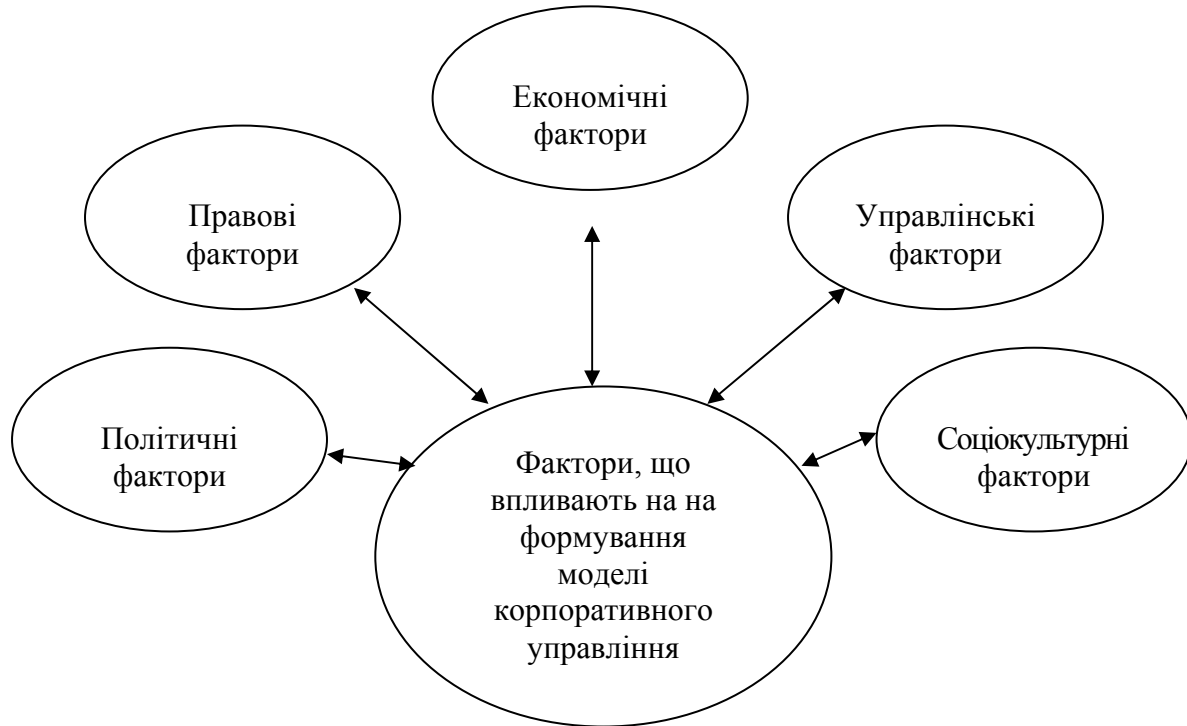 Економічні
фактори
Правові
фактори
Управлінські
фактори
Політичні
фактори
Соціокультурні
фактори
Фактори, що
впливають на на
формування
моделі
корпоративного
управління